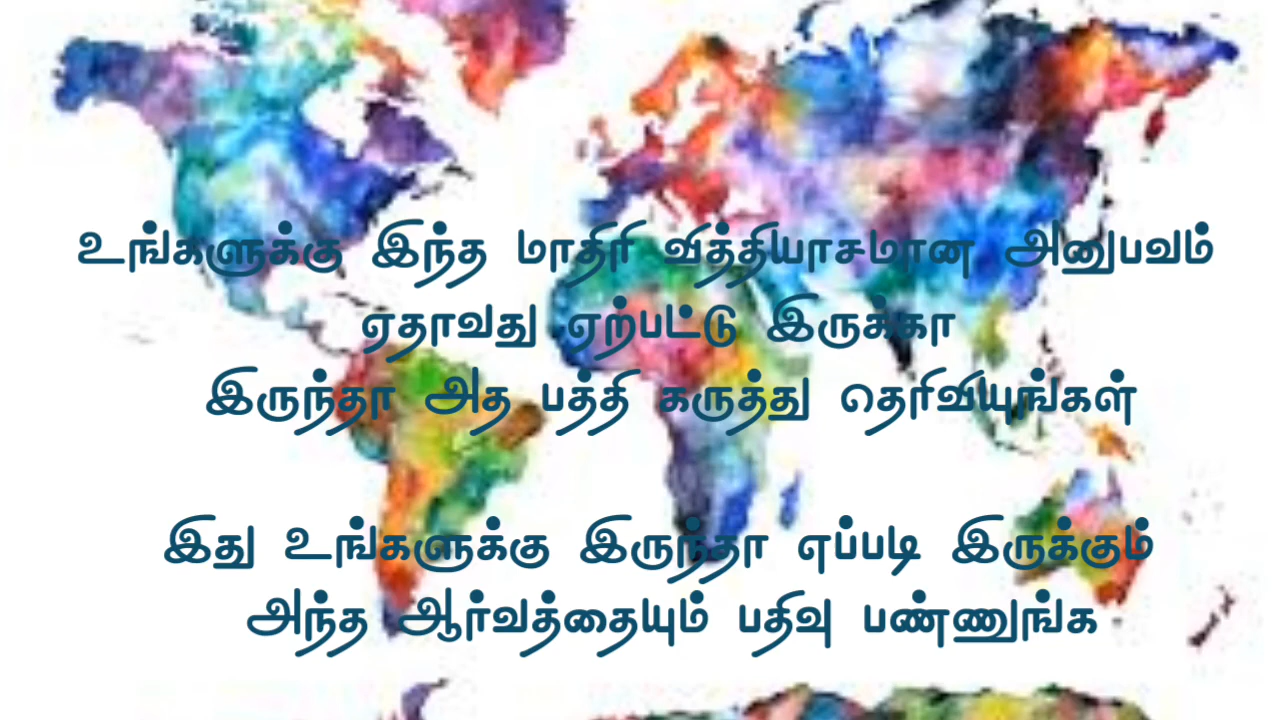 உங்களுக்கு இந்த மாதிரி வித்தியாசமான அனுபவம்
ஏதாவது ஏற்பட்டு இருக்கா
இருந்தா அத பத்தி கருத்து தெரிவியுங்கள்
இது உங்களுக்கு இருந்தா எப்படி இருக்கும்
அந்த ஆர்வத்தையும் பதிவு பண்ணுங்க